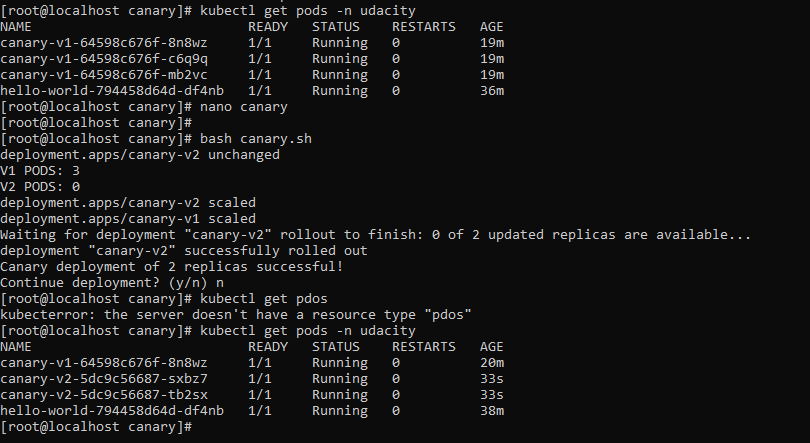 [root@localhost canary]# kubectl get pods -n udacity
NAME                          READY   STATUS    RESTARTS   AGE
canary-v1-64598c676f-8n8wz    1/1     Running   0          19m
canary-v1-64598c676f-c6q9q    1/1     Running   0          19m
canary-v1-64598c676f-mb2vc    1/1     Running   0          19m
hello-world-794458d64d-df4nb  1/1     Running   0          36m
[root@localhost canary]# nano canary
[root@localhost canary]#
[root@localhost canary]# bash canary.sh
deployment.apps/canary-v2 unchanged
V1 PODS: 3
V2 PODS: 0
deployment.apps/canary-v2 scaled
deployment.apps/canary-v1 scaled
Waiting for deployment "canary-v2" rollout to finish: 0 of 2 updated replicas are available...
deployment "canary-v2" successfully rolled out
Canary deployment of 2 replicas successful!
Continue deployment? (y/n) n
[root@localhost canary]# kubectl get pdos
kubecterror: the server doesn't have a resource type "pdos"
[root@localhost canary]# kubectl get pods -n udacity
NAME                          READY   STATUS    RESTARTS   AGE
canary-v1-64598c676f-8n8wz    1/1     Running   0          20m
canary-v2-5dc9c56687-sxbz7    1/1     Running   0          33s
canary-v2-5dc9c56687-tb2sx    1/1     Running   0          33s
hello-world-794458d64d-df4nb  1/1     Running   0          38m
[root@localhost canary]#